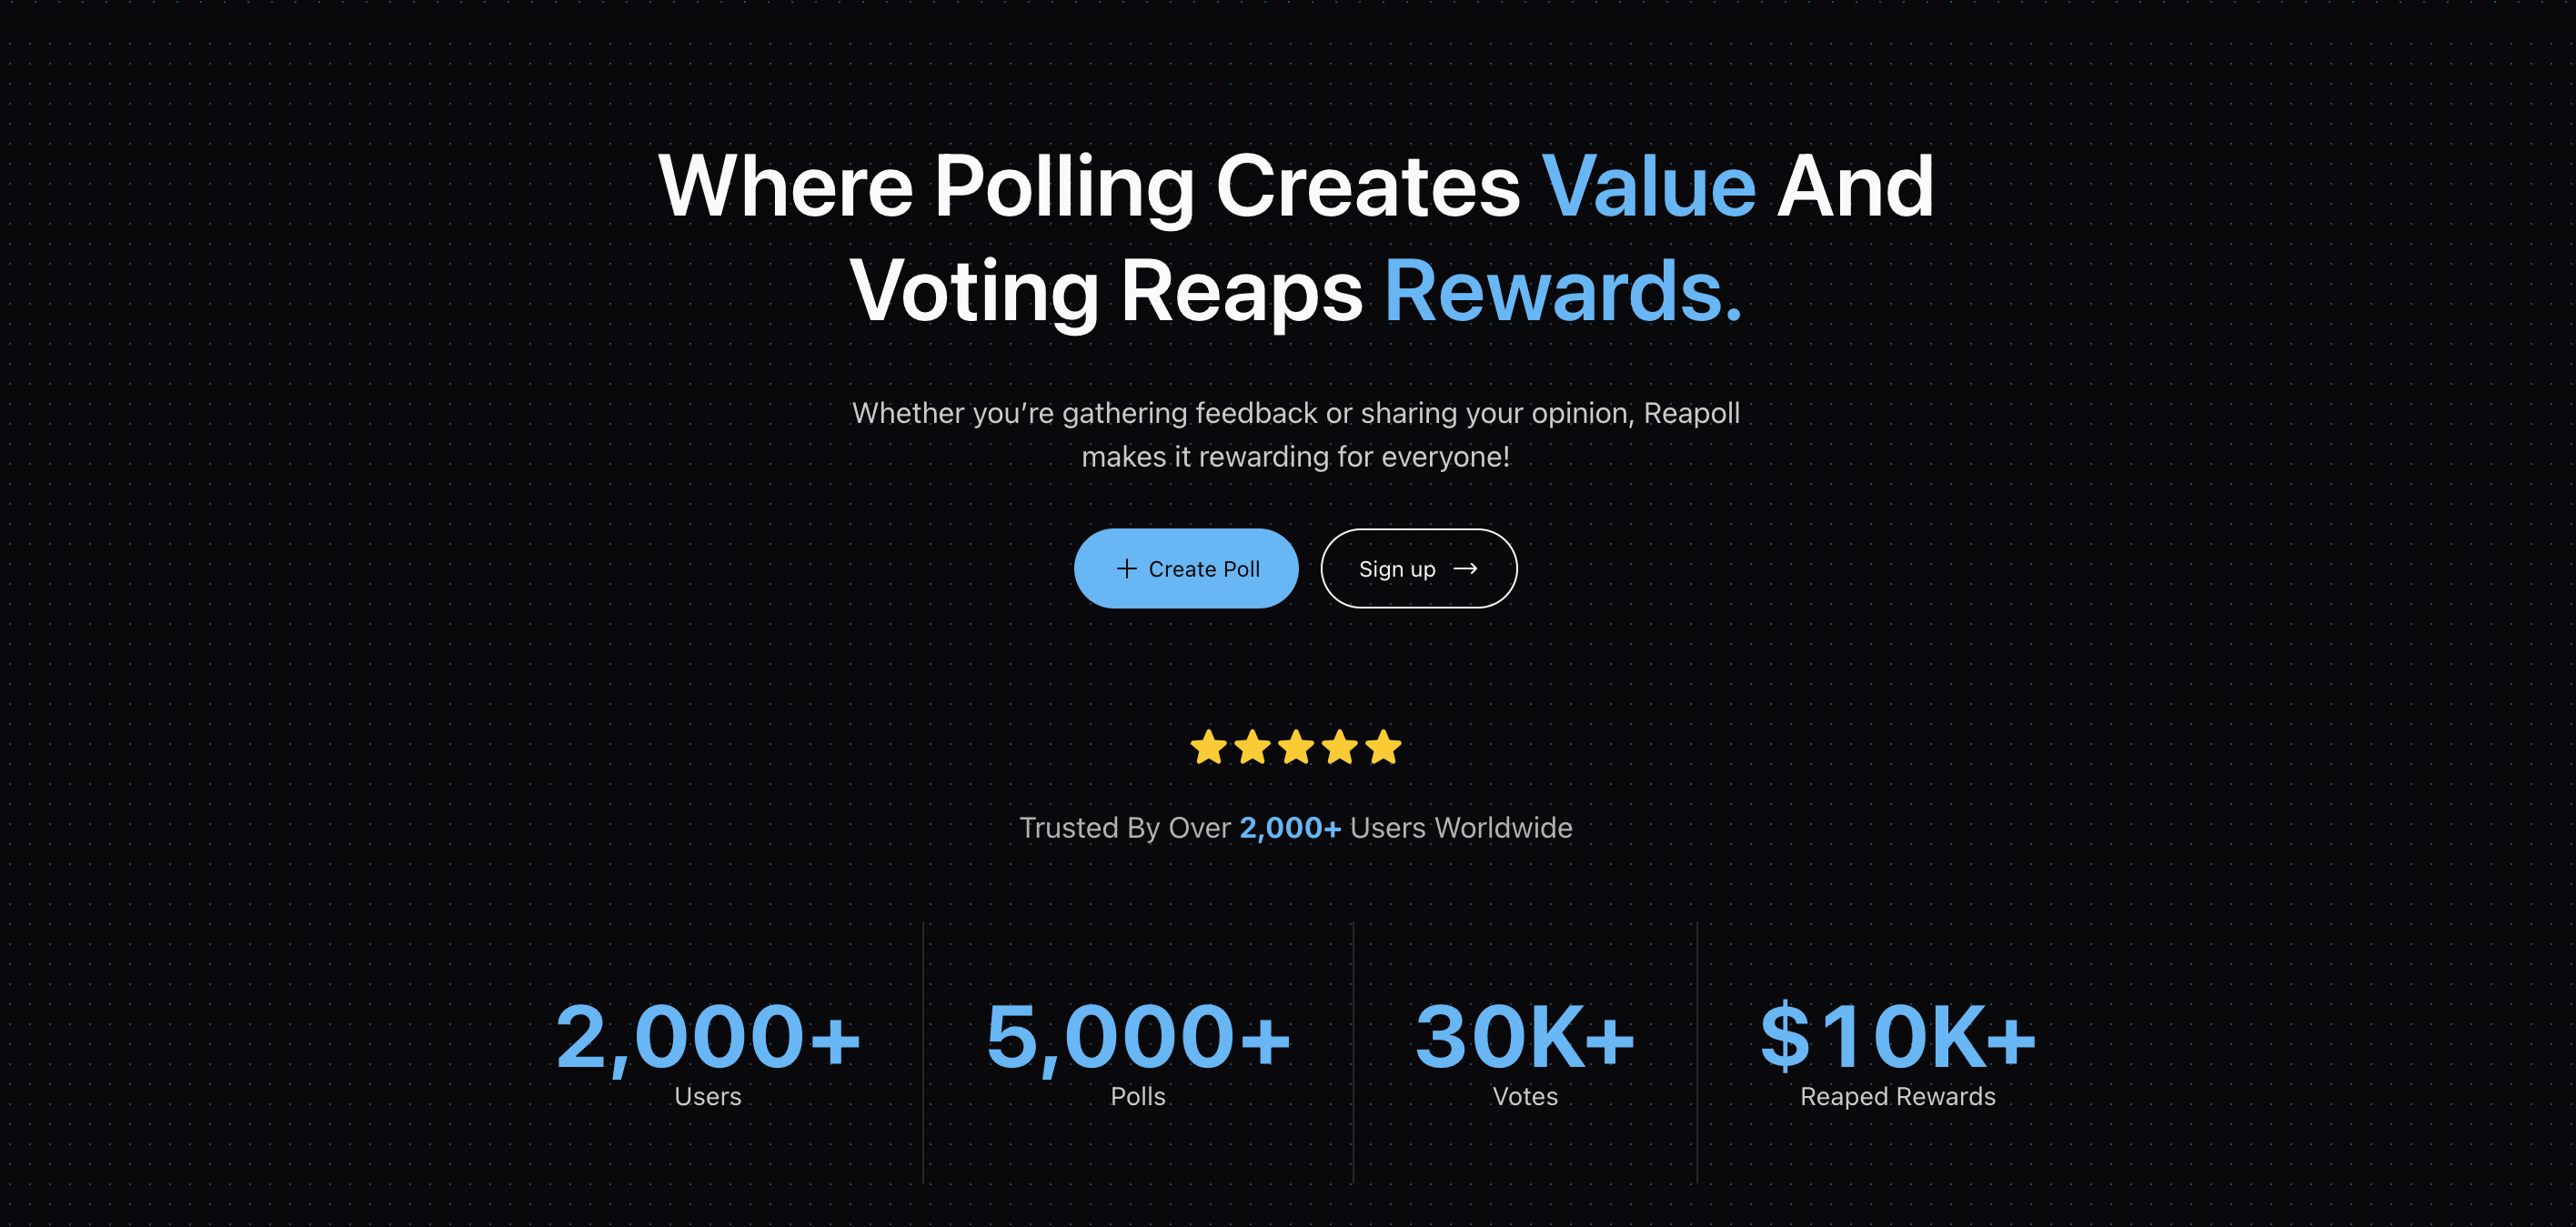 Where Polling Creates Value And
Voting Reaps Rewards.
Whether you’re gathering feedback or sharing your opinion, Reapoll
makes it rewarding for everyone!
Create Poll
Sign up
Trusted By Over 2,000+ Users Worldwide
2,000+
Users
5,000+
Polls
30K+
Votes
$10K+
Reaped Rewards